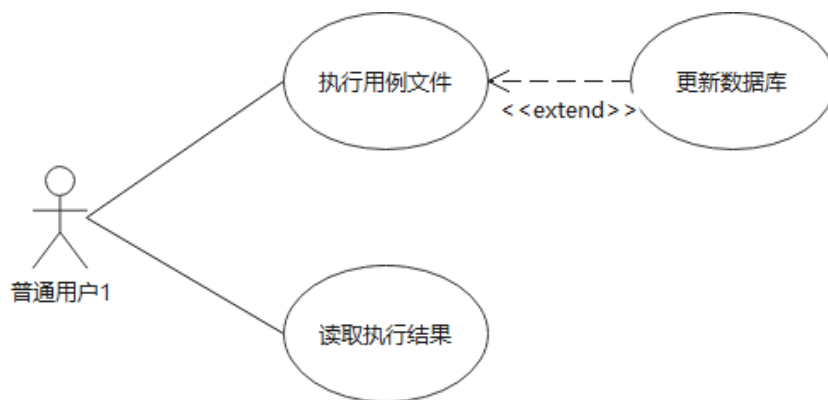 执行用例文件
更新数据库
<<extend>>
普通用户1
读取执行结果